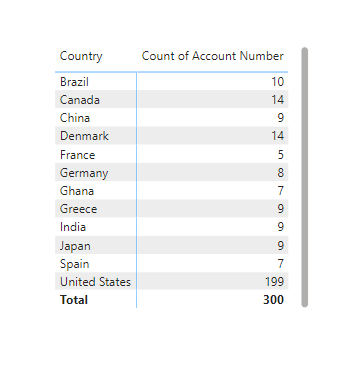 Country Count of Account Number
Brazil 10
Canada 14
China 9
Denmark 14
France 5
Germany 8
Ghana 7
Greece 9
India 9
Japan 9
Spain 7
United States 199
Total 300